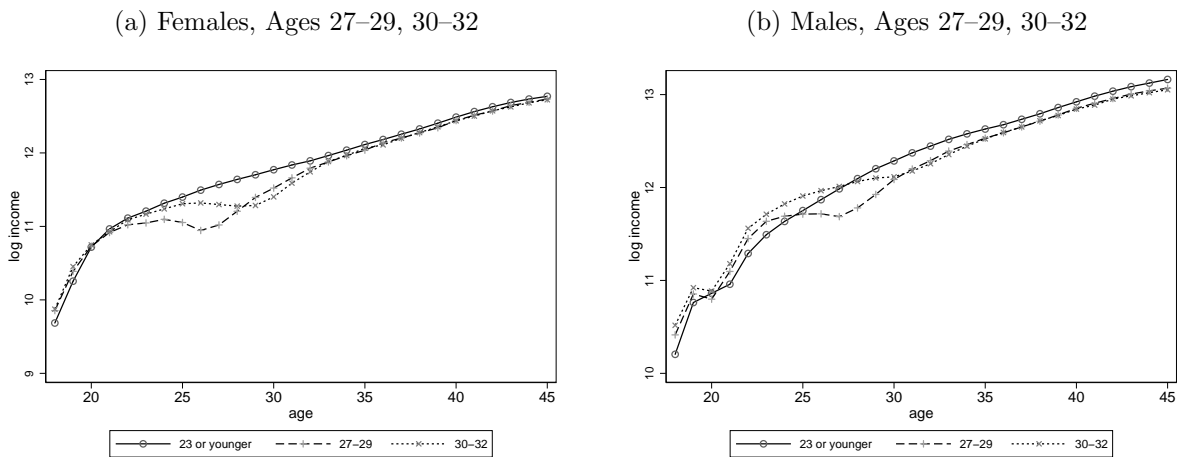 (a) Females, Ages 27–29, 30–32
13
12
11
10
9
log income
20 25 30 35 40 45
age
23 or younger 27–29 30–32
(b) Males, Ages 27–29, 30–32
13
12
11
10
log income
20 25 30 35 40 45
age
23 or younger 27–29 30–32